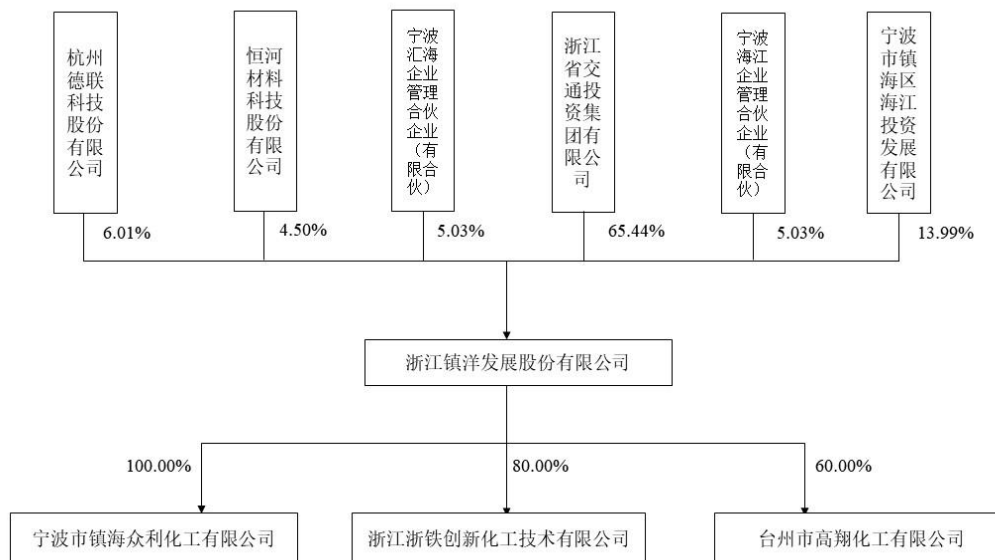 杭州
德联
科技
股份
有限
公司
恒河
材料
科技
股份
有限
公司
宁波
汇海
企业
管理
合伙
企业
（有
限合
伙）
浙江
省交
通投
资集
团有
限公
司
宁波
海江
企业
管理
合伙
企业
（有
限合
伙）
宁波
市镇
海区
海江
投资
发展
有限
公司
6.01%
4.50%
5.03%
65.44%
5.03%
13.99%
浙江镇洋发展股份有限公司
100.00%
80.00%
60.00%
宁波市镇海众利化工有限公司
浙江浙铁创新化工技术有限公司
台州市高翔化工有限公司